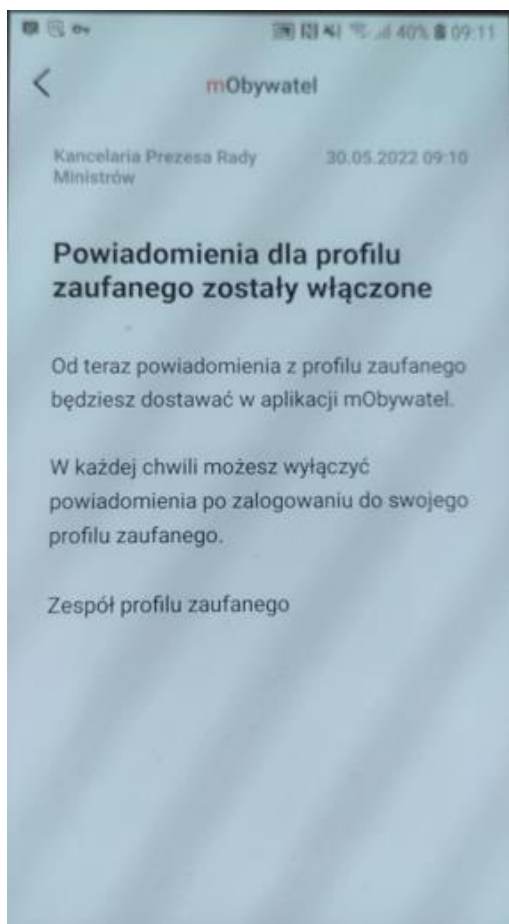 40% 09:11
mObywatel
Kancelaria Prezesa Rady 30.05.2022 09:10
Ministrów
Powiadomienia dla profilu
zaufanego zostały włączone
Od teraz powiadomienia z profilu zaufanego
będziesz dostawać w aplikacji mObywatel.
W każdej chwili możesz wyłączyć
powiadomienia po zalogowaniu do swojego
profilu zaufanego.
Zespół profilu zaufanego